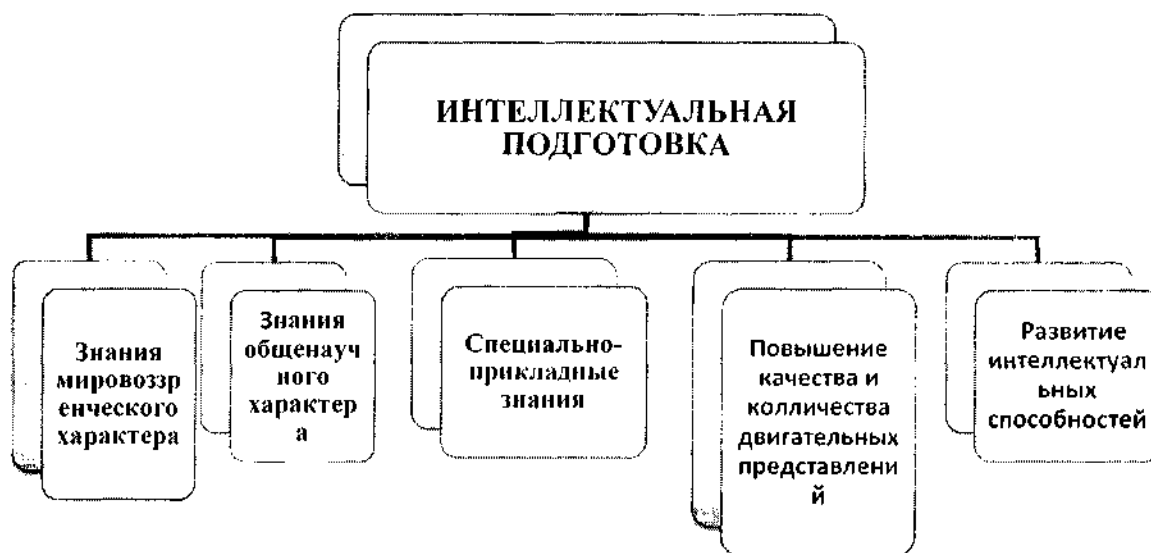 ИНТЕЛЛЕКТУАЛЬНАЯ
ПОДГОТОВКА
Знания
мировоззр
енческого
характера
Знания
общенауч
ного
характер
а
Специально-
прикладные
знания
Повышение
качества и
колличества
двигательных
представлени
й
Развитие
интеллектуал
ьных
способностей